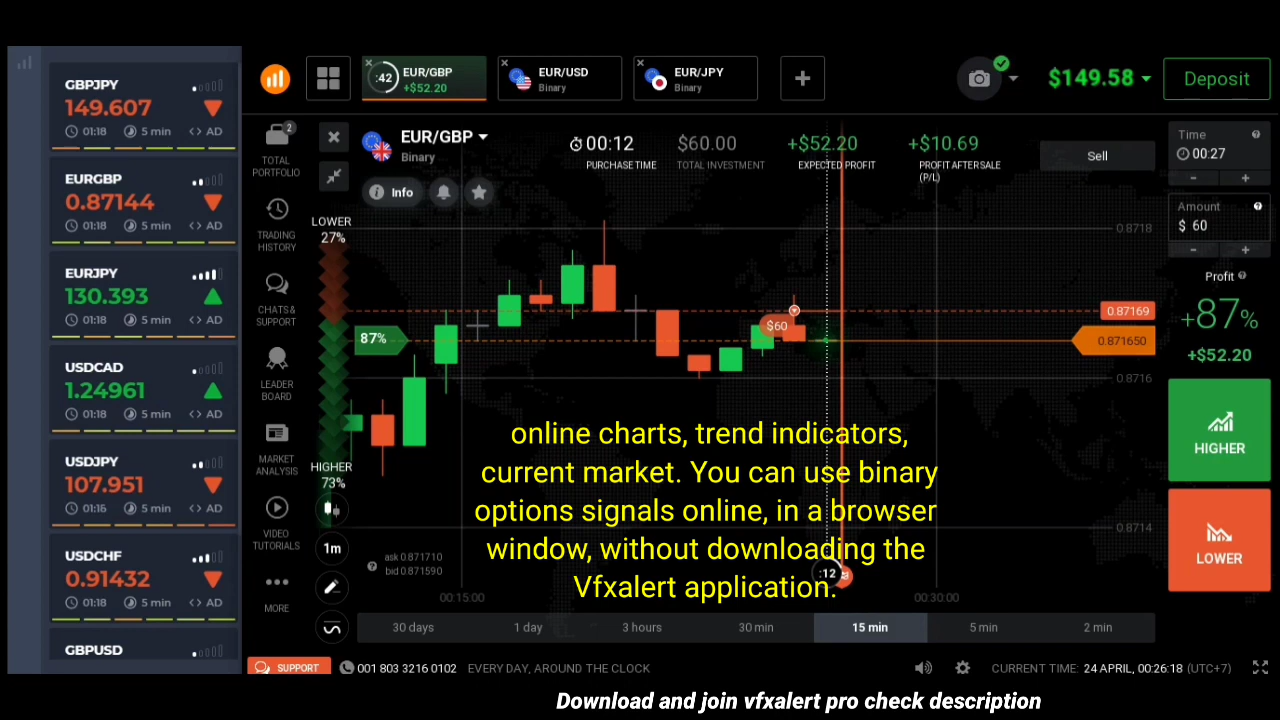 GBPJPY
149.607
01:18 5 min <> AD
EURGBP
0.87144
01:18 5 min <> AD
EURJPY
130.393
01:18 5 min <> AD
USDCAD
1.24961
01:18 5 min <> AD
USDJPY
107.951
01:16 5 min <> AD
USDCHF
0.91432
01:18 5 min <> AD
GBPUSD
:42 EUR/GBP
+$52.20
EUR/USD
Binary
EUR/JPY
Binary
+
$149.58
Deposit
2
TOTAL
PORTFOLIO
TRADING
HISTORY
CHATS &
SUPPORT
LEADER
BOARD
MARKET
ANALYSIS
VIDEO
TUTORIALS
MORE
EUR/GBP
Binary
Info
00:12
PURCHASE TIME
$60.00
TOTAL INVESTMENT
+$52.20
EXPECTED PROFIT
+$10.69
PROFIT AFTER SALE
(P/L)
Sell
LOWER
27%
87%
HIGHER
73%
1m
$60
0.8718
0.87169
0.871650
0.8716
0.8714
ask 0.871710
bid 0.871590
:12
00:15:00
00:30:00
online charts, trend indicators,
current market. You can use binary
options signals online, in a browser
window, without downloading the
Vfxalert application.
30 days
1 day
3 hours
30 min
15 min
5 min
2 min
Time
00:27
- +
Amount
$ 60
- +
Profit
+87%
+$52.20
HIGHER
LOWER
SUPPORT
001 803 3216 0102 EVERY DAY, AROUND THE CLOCK
CURRENT TIME: 24 APRIL, 00:26:18 (UTC+7)
Download and join vfxalert pro check description